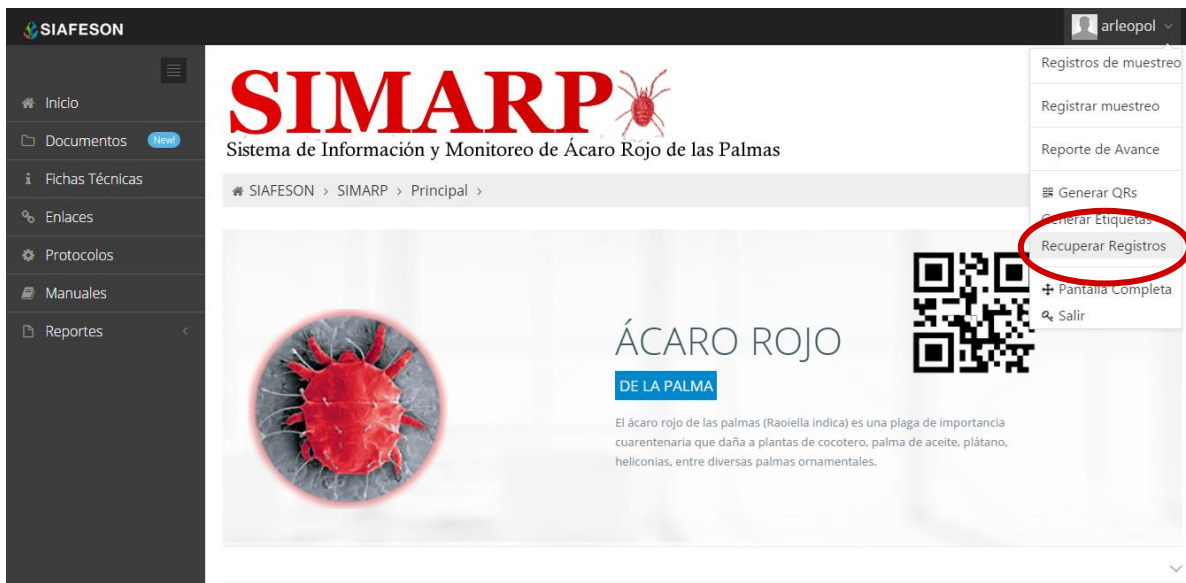 SIAFESON
arleopol
Inicio
Documentos New!
Fichas Técnicas
Enlaces
Protocolos
Manuales
Reportes
SIMARP
Sistema de Información y Monitoreo de Ácaro Rojo de las Palmas
SIAFESON > SIMARP > Principal >
Registros de muestreo
Registrar muestreo
Reporte de Avance
Generar QRs
Generar Etiquetas
Recuperar Registros
Pantalla Completa
Salir
ÁCARO ROJO
DE LA PALMA
El ácaro rojo de las palmas (Raoiella indica) es una plaga de importancia
cuarentenaria que daña a plantas de cocotero, palma de aceite, plátano,
heliconias, entre diversas palmas ornamentales.